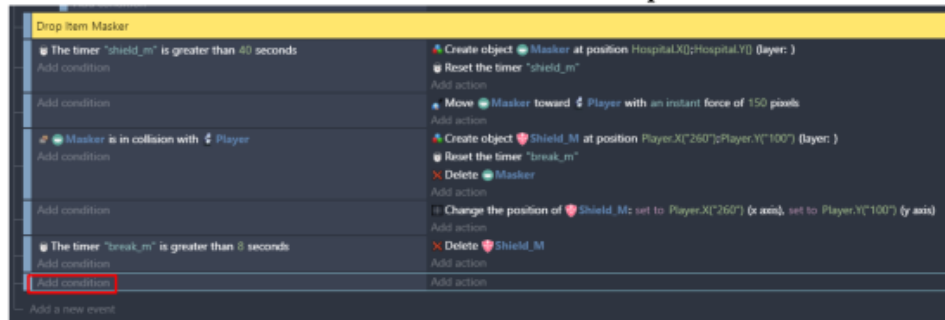 Drop Item Masker
The timer "shield_m" is greater than 40 seconds
Create object Masker at position Hospital.X();Hospital.Y() (layer: )
Add condition
Reset the timer "shield_m"
Add action
Add condition
Move Masker toward Player with an instant force of 150 pixels
Add action
Masker is in collision with Player
Create object Shield_M at position Player.X("260");Player.Y("100") (layer: )
Add condition
Reset the timer "break_m"
Delete Masker
Add action
Add condition
Change the position of Shield_M: set to Player.X("260") (x axis), set to Player.Y("100") (y axis)
Add action
The timer "break_m" is greater than 8 seconds
Delete Shield_M
Add condition
Add action
Add condition
Add action
Add a new event